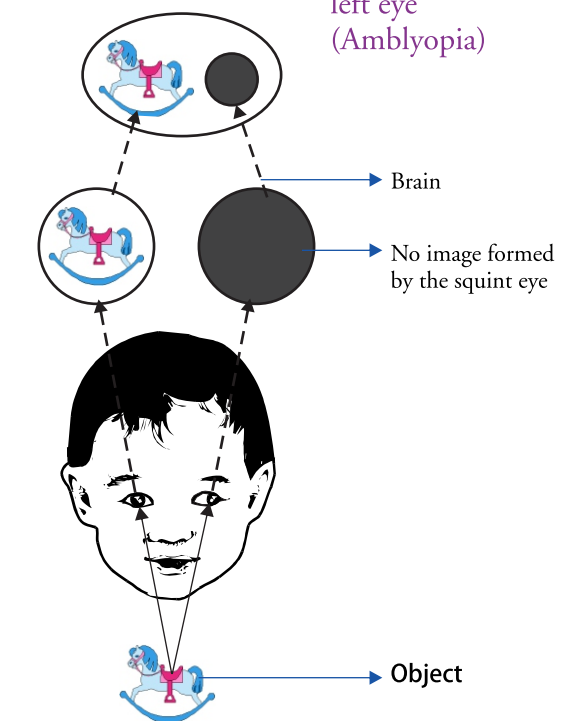 left eye
(Amblyopia)
Brain
No image formed
by the squint eye
Object